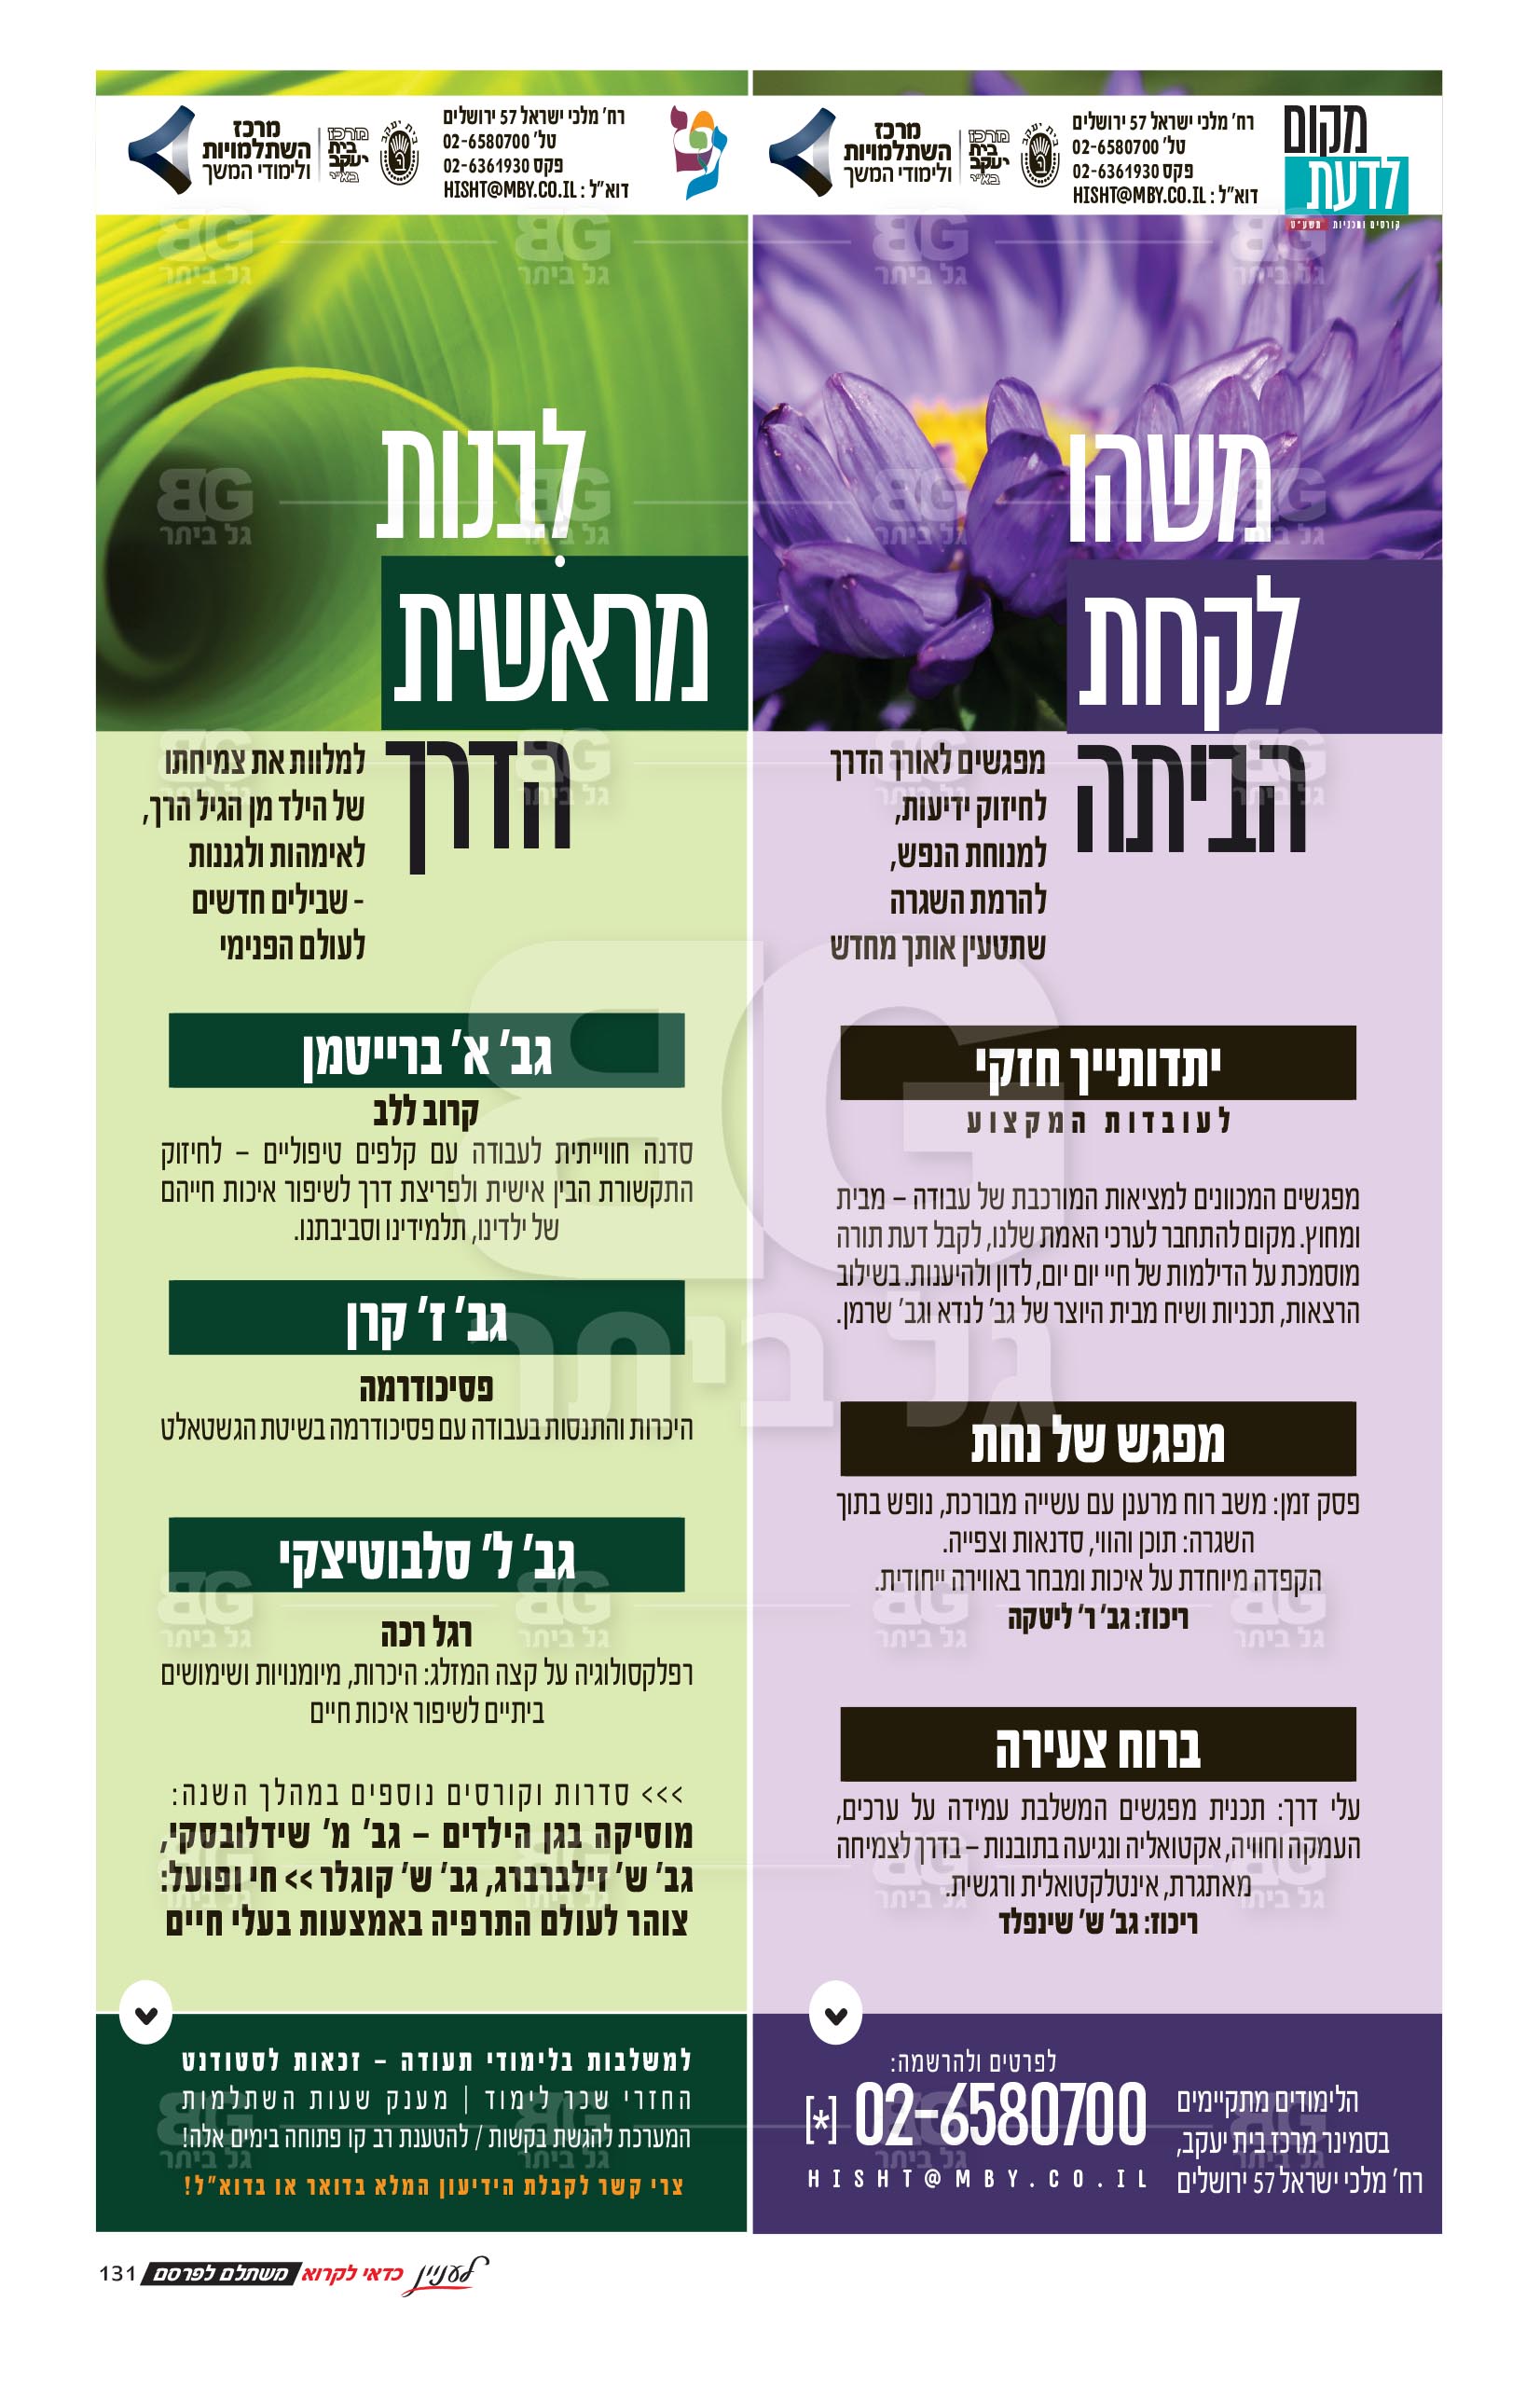 מקום
לדעת
קורסים ותכניות תשע"ט
רח' מלכי ישראל 57 ירושלים
טל' 02-6580700
פקס 02-6361930
דוא"ל : HISHT@MBY.CO.IL
מרכז
בית
יעקב
בא"י
מרכז
השתלמויות
ולימודי המשך
משהו
לקחת
הביתה
מפגשים לאורך הדרך
לחיזוק ידיעות,
למנוחת הנפש,
להרמת השגרה
שתטעין אותך מחדש
יתדותייך חזקי
לעובדות המקצוע
מפגשים המכוונים למציאות המורכבת של עבודה – מבית
ומחוץ. מקום להתחבר לערכי האמת שלנו, לקבל דעת תורה
מוסמכת על הדילמות של חיי יום יום, לדון ולהיענות. בשילוב
הרצאות, תכניות ושיח מבית היוצר של גב' לנדא וגב' שרמן.
מפגש של נחת
פסק זמן: משב רוח מרענן עם עשייה מבורכת, נופש בתוך
השגרה: תוכן והווי, סדנאות וצפייה.
הקפדה מיוחדת על איכות ומבחר באווירה ייחודית.
ריכוז: גב' ר' ליטקה
ברוח צעירה
עלי דרך: תכנית מפגשים המשלבת עמידה על ערכים,
העמקה וחוויה, אקטואליה ונגיעה בתובנות – בדרך לצמיחה
מאתגרת, אינטלקטואלית ורגשית.
ריכוז: גב' ש' שינפלד
הלימודים מתקיימים
בסמינר מרכז בית יעקב,
רח' מלכי ישראל 57 ירושלים
לפרטים ולהרשמה:
02-6580700 [*]
HISHT@MBY.CO.IL
רח' מלכי ישראל 57 ירושלים
טל' 02-6580700
פקס 02-6361930
דוא"ל : HISHT@MBY.CO.IL
מרכז
בית
יעקב
בא"י
מרכז
השתלמויות
ולימודי המשך
לִבנות
מראשית
הדרך
למלוות את צמיחתו
של הילד מן הגיל הרך,
לאימהות ולגננות
- שבילים חדשים
לעולם הפנימי
גב' א' ברייטמן
קרוב ללב
סדנה חווייתית לעבודה עם קלפים טיפוליים – לחיזוק
התקשורת הבין אישית ולפריצת דרך לשיפור איכות חייהם
של ילדינו, תלמידינו וסביבתנו.
גב' ז' קרן
פסיכודרמה
היכרות והתנסות בעבודה עם פסיכודרמה בשיטת הגשטאלט
גב' ל' סלבוטיצקי
רגל רכה
רפלקסולוגיה על קצה המזלג: היכרות, מיומנויות ושימושים
ביתיים לשיפור איכות חיים
>>> סדרות וקורסים נוספים במהלך השנה:
מוסיקה בגן הילדים – גב' מ' שידלובסקי,
גב' ש' זילברברג, גב' ש' קוגלר >> חי ופועל:
צוהר לעולם התרפיה באמצעות בעלי חיים
למשלבות בלימודי תעודה – זכאות לסטודנט
החזרי שכר לימוד | מענק שעות השתלמות
המערכת להגשת בקשות / להטענת רב קו פתוחה בימים אלה!
צרי קשר לקבלת הידיעון המלא בדואר או בדוא"ל!
לעניין כדאי לקרוא משתלם לפרסם 131
BG
גל ביתר